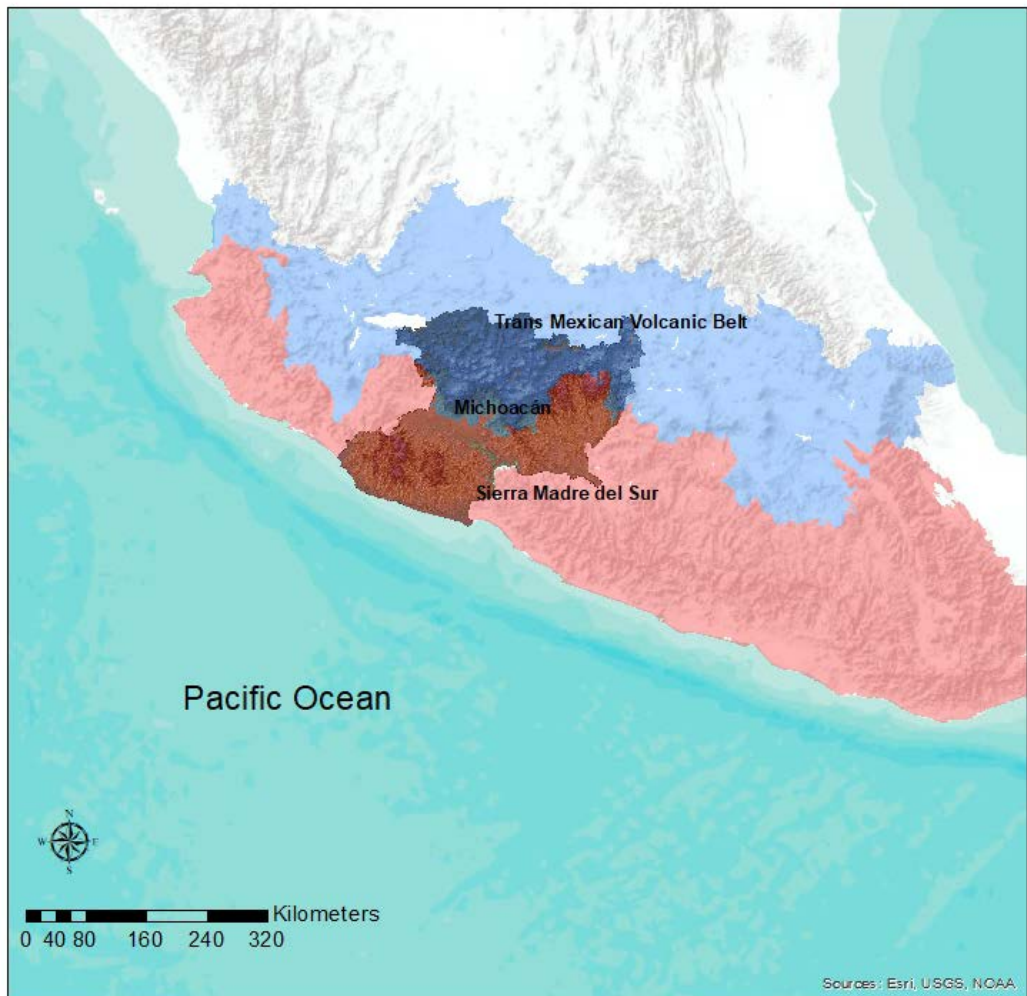 Trans Mexican Volcanic Belt
Michoacán
Sierra Madre del Sur
Pacific Ocean
N
W E
S
Kilometers
0 40 80 160 240 320
Sources: Esri, USGS, NOAA